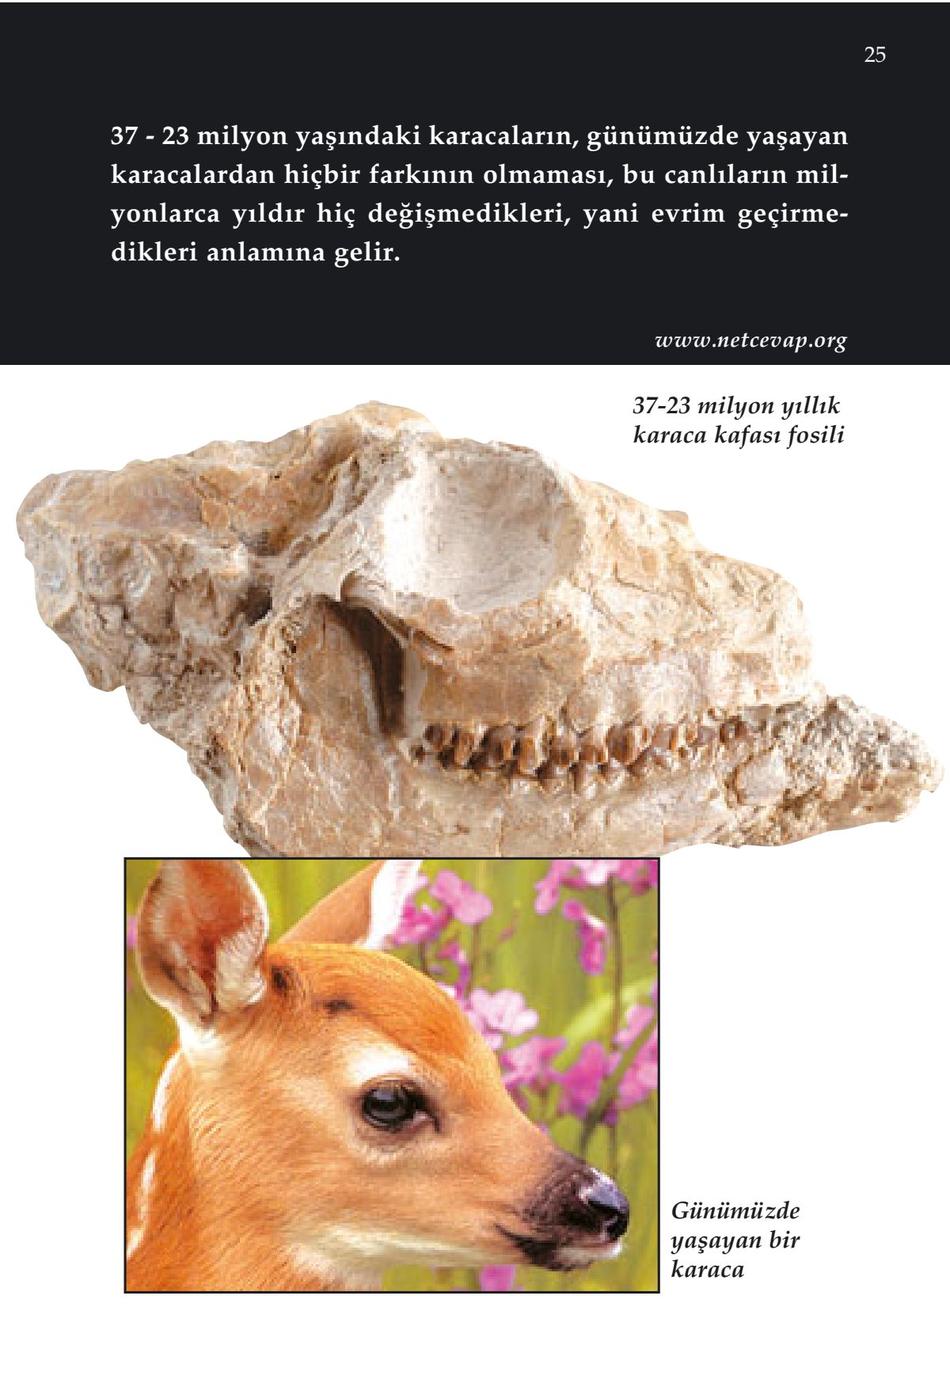 25
37 - 23 milyon yaşındaki karacaların, günümüzde yaşayan
karacalardan hiçbir farkının olmaması, bu canlıların mil-
yonlarca yıldır hiç değişmedikleri, yani evrim geçirme-
dikleri anlamına gelir.
www.netcevap.org
37-23 milyon yıllık
karaca kafası fosili
Günümüzde
yaşayan bir
karaca